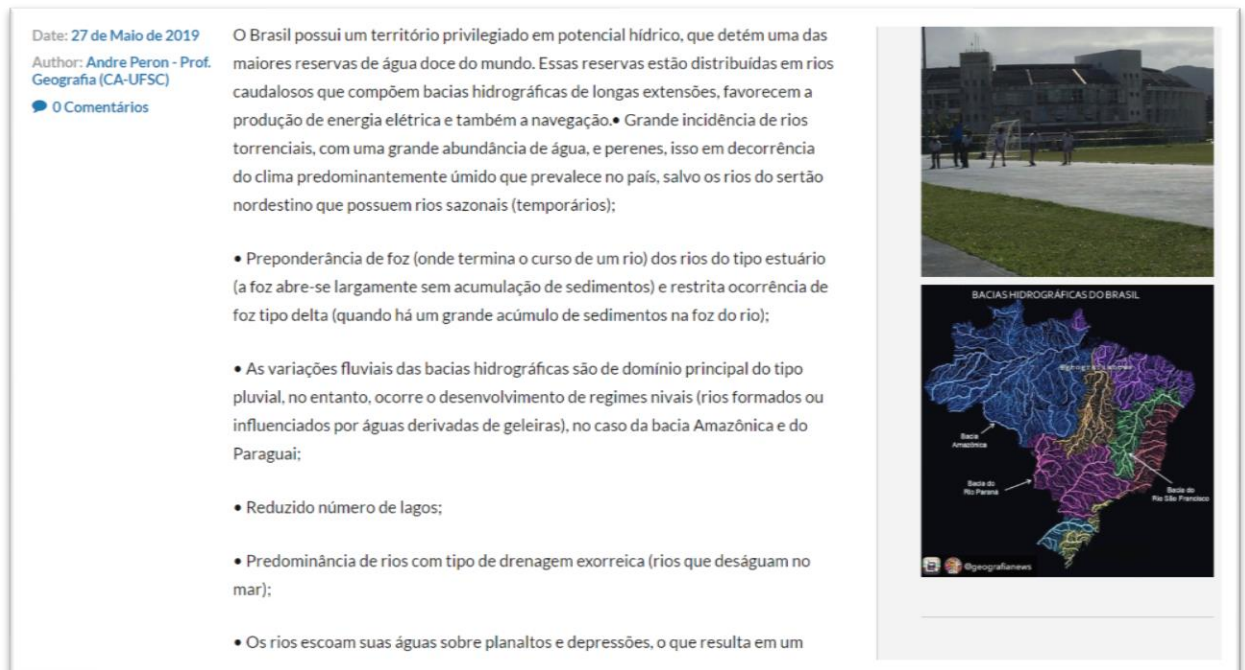 Date: 27 de Maio de 2019
Author: Andre Peron - Prof.
Geografia (CA-UFSC)
0 Comentários
O Brasil possui um território privilegiado em potencial hídrico, que detém uma das
maiores reservas de água doce do mundo. Essas reservas estão distribuídas em rios
caudalosos que compõem bacias hidrográficas de longas extensões, favorecem a
produção de energia elétrica e também a navegação.• Grande incidência de rios
torrenciais, com uma grande abundância de água, e perenes, isso em decorrência
do clima predominantemente úmido que prevalece no país, salvo os rios do sertão
nordestino que possuem rios sazonais (temporários);
• Preponderância de foz (onde termina o curso de um rio) dos rios do tipo estuário
(a foz abre-se largamente sem acumulação de sedimentos) e restrita ocorrência de
foz tipo delta (quando há um grande acúmulo de sedimentos na foz do rio);
• As variações fluviais das bacias hidrográficas são de domínio principal do tipo
pluvial, no entanto, ocorre o desenvolvimento de regimes nivais (rios formados ou
influenciados por águas derivadas de geleiras), no caso da bacia Amazônica e do
Paraguai;
• Reduzido número de lagos;
• Predominância de rios com tipo de drenagem exorreica (rios que deságuam no
mar);
• Os rios escoam suas águas sobre planaltos e depressões, o que resulta em um
BACIAS HIDROGRÁFICAS DO BRASIL
@geografianews
Bacia
Amazônica
Bacia do
Rio Paraná
Bacia do
Rio São Francisco
@geografianews